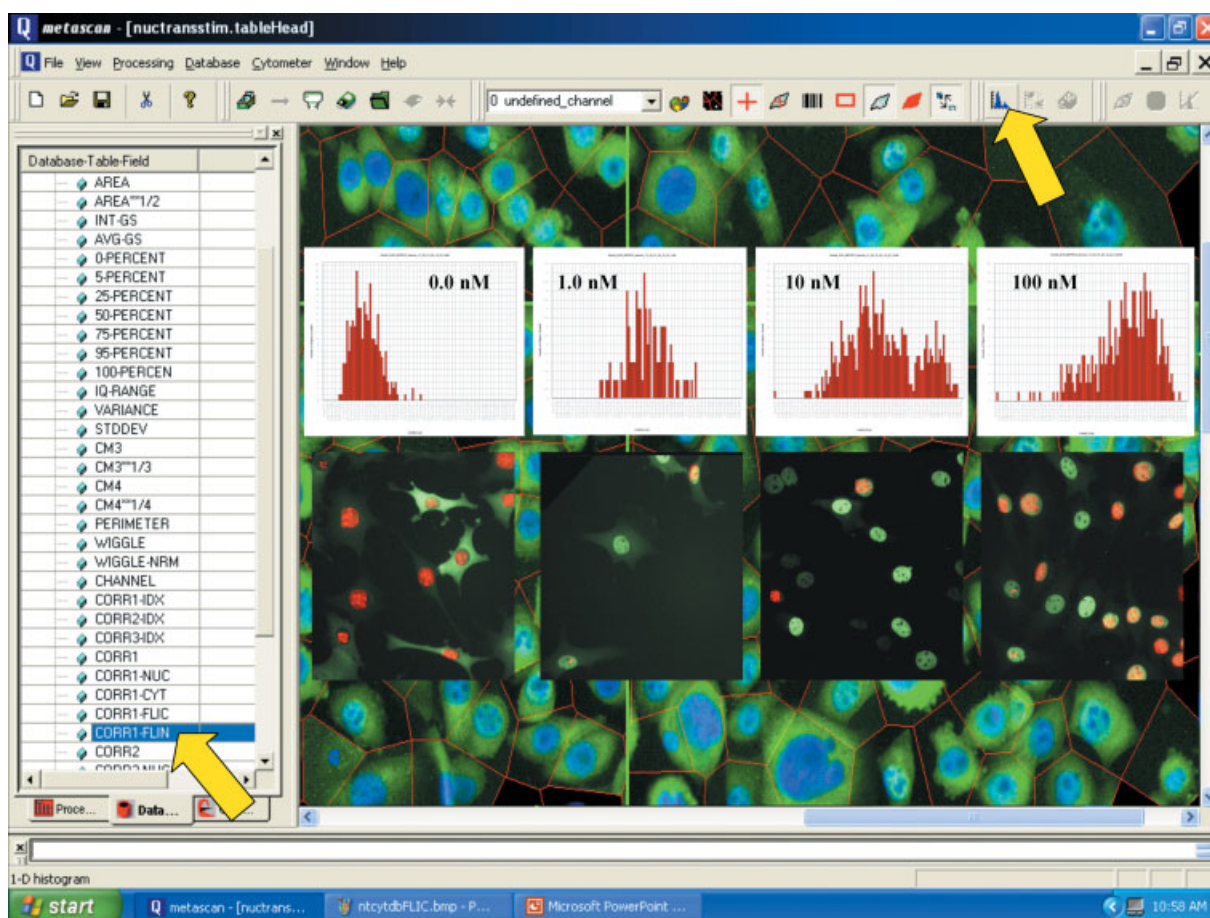 metascan - [nuctransstim.tableHead]
File View Processing Database Cytometer Window Help
0 undefined_channel
Database-Table-Field
AREA
AREA**1/2
INT-GS
AVG-GS
0-PERCENT
5-PERCENT
25-PERCENT
50-PERCENT
75-PERCENT
95-PERCENT
100-PERCEN
IQ-RANGE
VARIANCE
STDDEV
CM3
CM3**1/3
CM4
CM4**1/4
PERIMETER
WIGGLE
WIGGLE-NRM
CHANNEL
CORR1-IDX
CORR2-IDX
CORR3-IDX
CORR1
CORR1-NUC
CORR1-CYT
CORR1-FLIC
CORR1-FLIN
CORR2
CORR2-NUC
Proce...
Data...
0.0 nM
1.0 nM
10 nM
100 nM
1-D histogram
start
metascan - [nuctrans...
ntcytdbFLIC.bmp - P...
Microsoft PowerPoint ...
10:58 AM